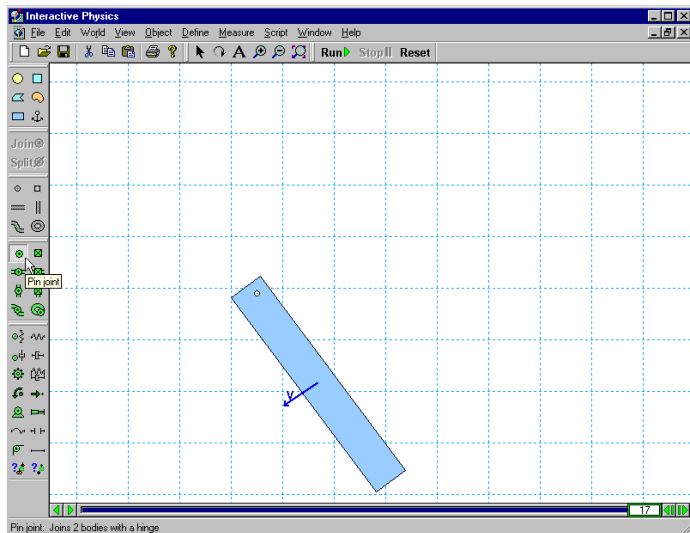 Interactive Physics
File Edit World View Object Define Measure Script Window Help
A Run Stop Reset
Join
Split
Pin joint
V
17
Pin joint: Joins 2 bodies with a hinge